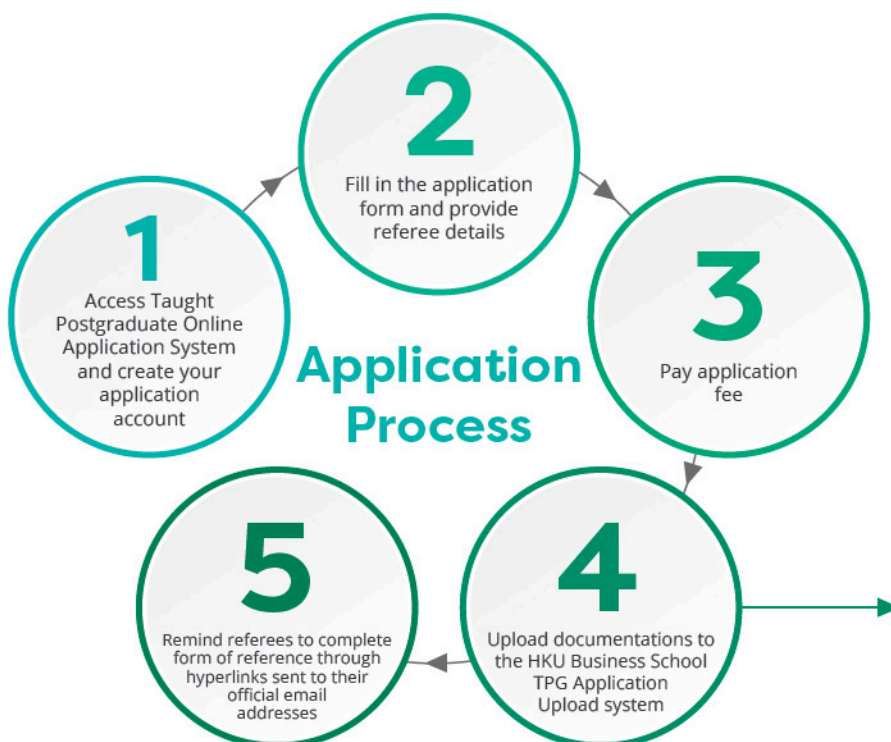 1
Access Taught
Postgraduate Online
Application System
and create your
application
account
2
Fill in the application
form and provide
referee details
3
Pay application
fee
Application
Process
4
Upload documentations to
the HKU Business School
TPG Application
Upload system
5
Remind referees to complete
form of reference through
hyperlinks sent to their
official email
addresses